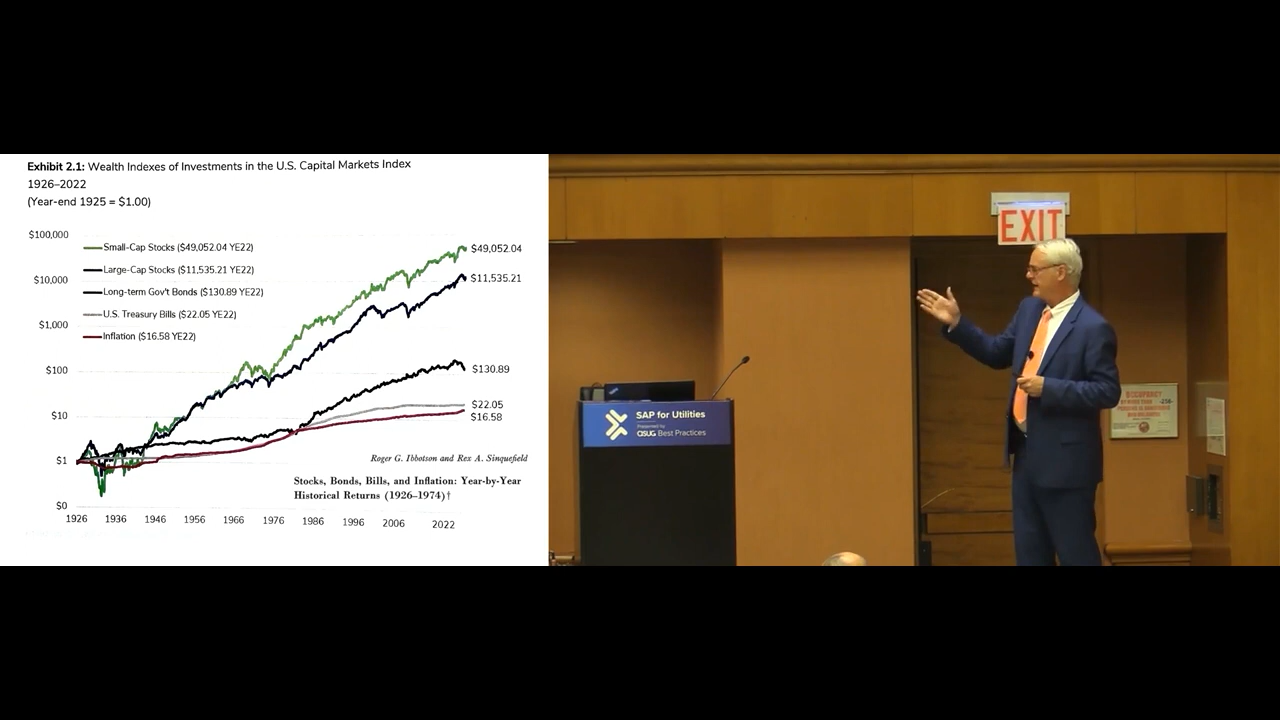 Exhibit 2.1: Wealth Indexes of Investments in the U.S. Capital Markets Index
1926–2022
(Year-end 1925 = $1.00)
$100,000
$10,000
$1,000
$100
$10
$1
$0
Small-Cap Stocks ($49,052.04 YE22)
Large-Cap Stocks ($11,535.21 YE22)
Long-term Gov't Bonds ($130.89 YE22)
U.S. Treasury Bills ($22.05 YE22)
Inflation ($16.58 YE22)
$49,052.04
$11,535.21
$130.89
$22.05
$16.58
Roger G. Ibbotson and Rex A. Sinquefield
Stocks, Bonds, Bills, and Inflation: Year-by-Year
Historical Returns (1926–1974)†
1926 1936 1946 1956 1966 1976 1986 1996 2006 2022
EXIT
SAP for Utilities
Presented by
ASUG Best Practices
OCCUPANCY
-256-